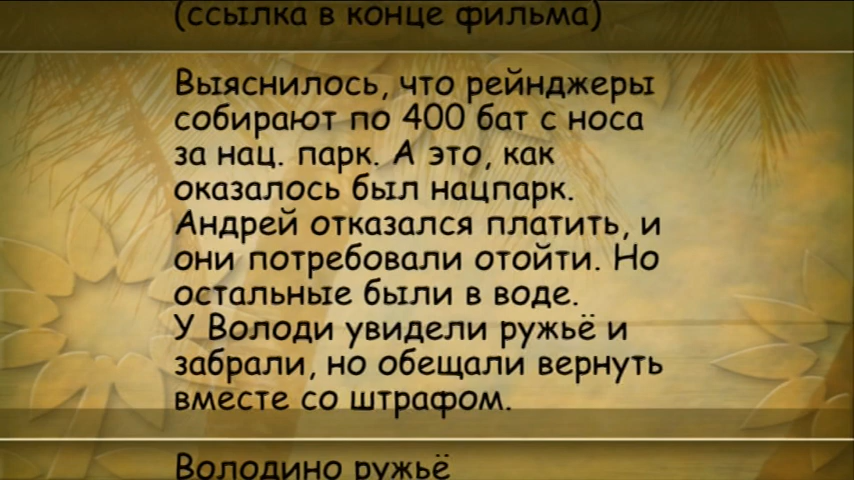 (ссылка в конце фильма)
Выяснилось, что рейнджеры
собирают по 400 бат с носа
за нац. парк. А это, как
оказалось был нацпарк.
Андрей отказался платить, и
они потребовали отойти. Но
остальные были в воде.
У Володи увидели ружьё и
забрали, но обещали вернуть
вместе со штрафом.
Володино ружьё